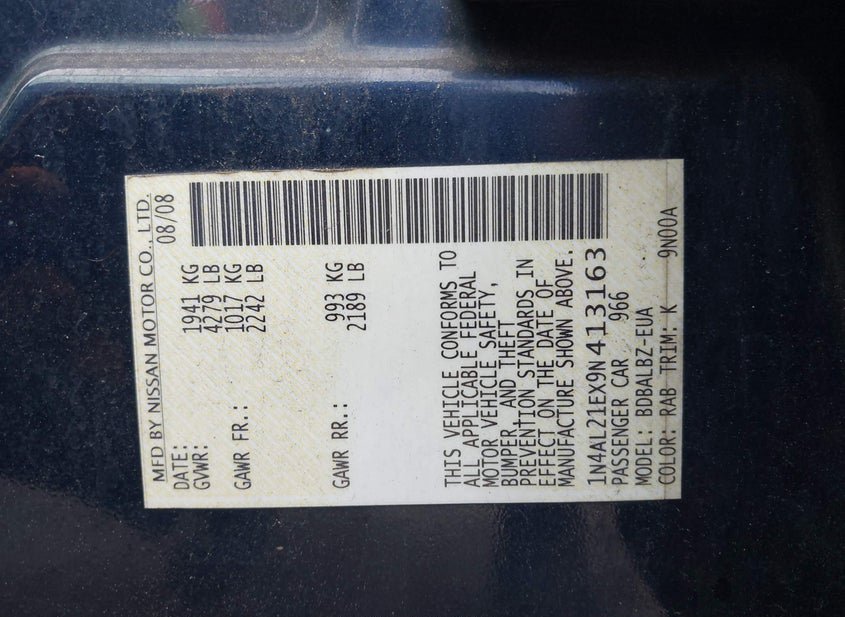 MFD BY NISSAN MOTOR CO., LTD.
DATE: 08/08
GVWR: 1941 KG
4279 LB
GAWR FR.: 1017 KG
2242 LB
GAWR RR.: 993 KG
2189 LB
THIS VEHICLE CONFORMS TO
ALL APPLICABLE FEDERAL
MOTOR VEHICLE SAFETY,
BUMPER, AND THEFT
PREVENTION STANDARDS IN
EFFECT ON THE DATE OF
MANUFACTURE SHOWN ABOVE.
1N4AL21EX9N413163
PASSENGER CAR 966
MODEL: BDBALBZ-EUA
COLOR: RAB TRIM: K 9N00A